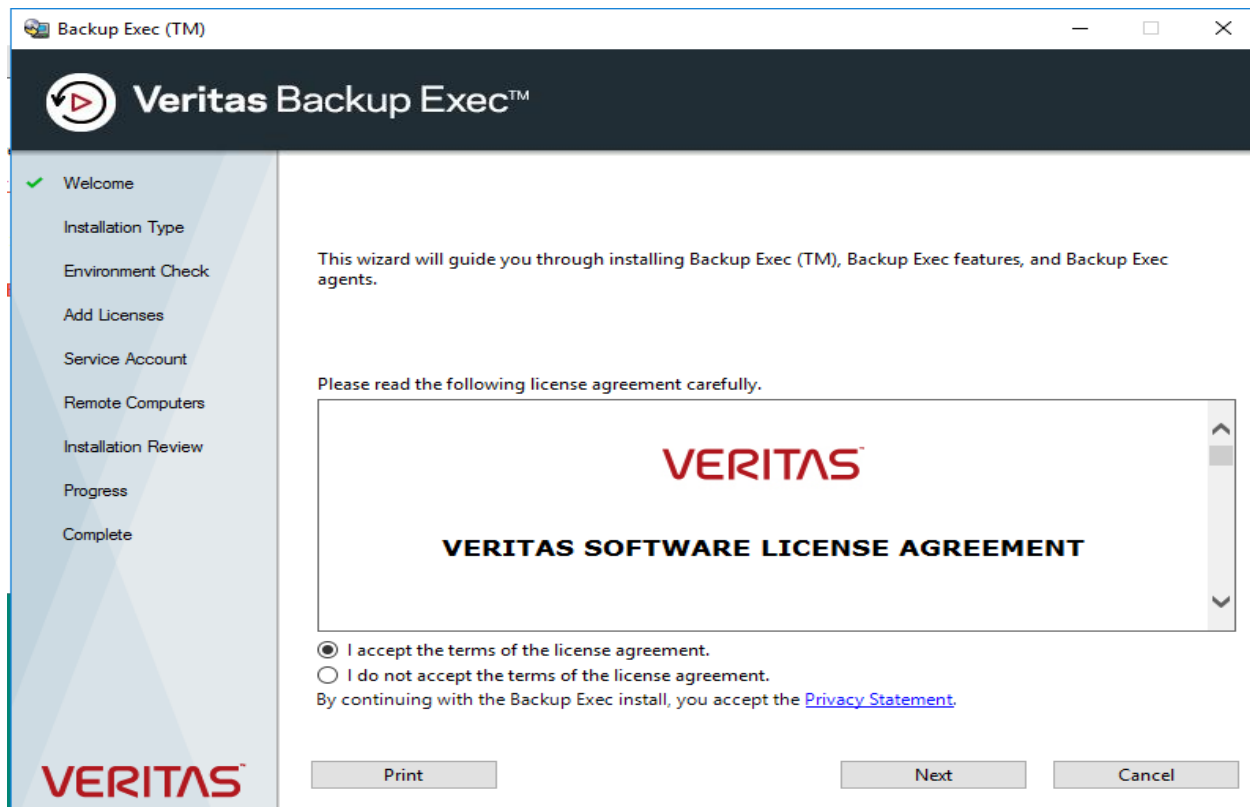 Backup Exec (TM)
Veritas Backup Exec™
Welcome
Installation Type
Environment Check
Add Licenses
Service Account
Remote Computers
Installation Review
Progress
Complete
This wizard will guide you through installing Backup Exec (TM), Backup Exec features, and Backup Exec
agents.
Please read the following license agreement carefully.
VERITAS™
VERITAS SOFTWARE LICENSE AGREEMENT
I accept the terms of the license agreement.
I do not accept the terms of the license agreement.
By continuing with the Backup Exec install, you accept the Privacy Statement.
VERITAS™
Print
Next
Cancel